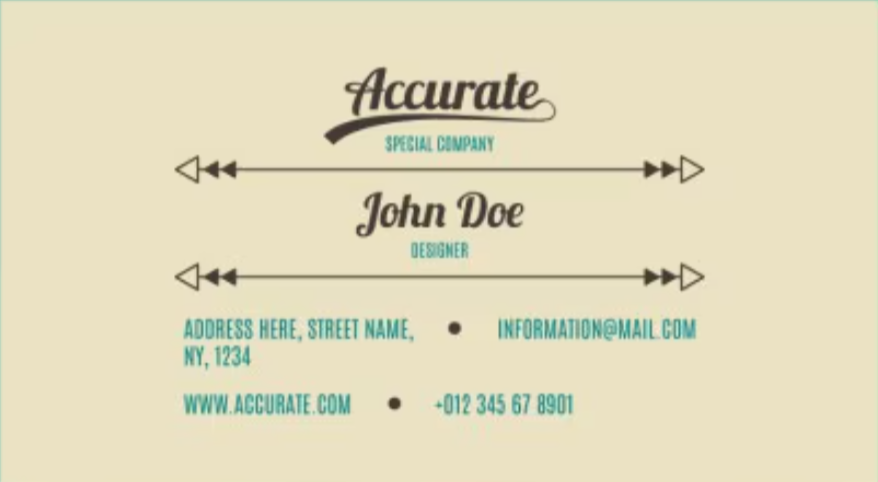 Accurate
SPECIAL COMPANY
John Doe
DESIGNER
ADDRESS HERE, STREET NAME, • INFORMATION@MAIL.COM
NY, 1234
WWW.ACCURATE.COM • +012 345 67 8901